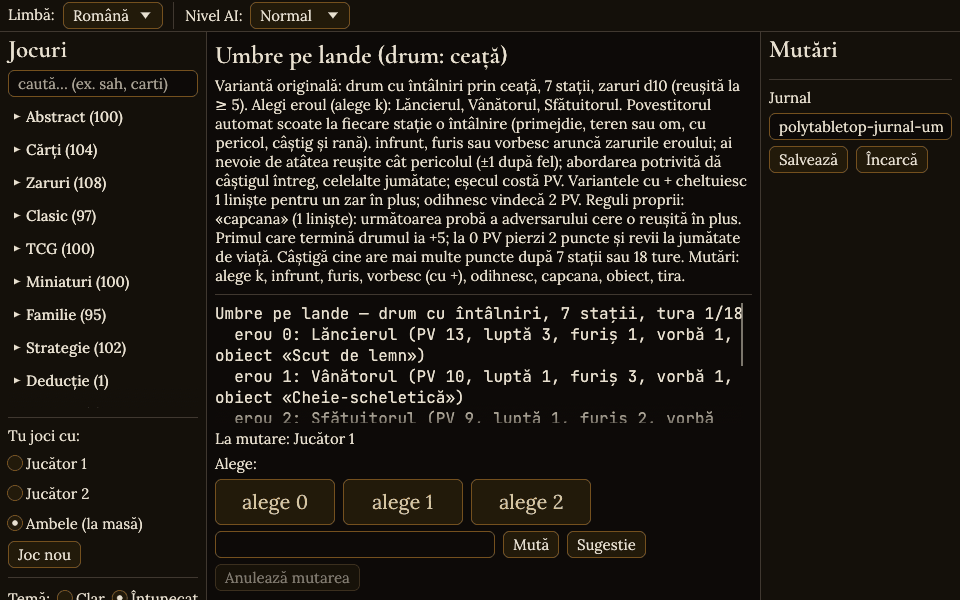 Limbă: Română ▼ Nivel AI: Normal ▼
Jocuri
caută... (ex. sah, carti)
▸ Abstract (100)
▸ Cărți (104)
▸ Zaruri (108)
▸ Clasic (97)
▸ TCG (100)
▸ Miniaturi (100)
▸ Familie (95)
▸ Strategie (102)
▸ Deducție (1)
Tu joci cu:
Jucător 1
Jucător 2
Ambele (la masă)
Joc nou
Temă: Clar Întunecat
Umbre pe lande (drum: ceață)
Variantă originală: drum cu întâlniri prin ceață, 7 stații, zaruri d10 (reușită la
≥ 5). Alegi eroul (alege k): Lăncierul, Vânătorul, Sfătuitorul. Povestitorul
automat scoate la fiecare stație o întâlnire (primejdie, teren sau om, cu
pericol, câștig și rană). infrunt, furis sau vorbesc aruncă zarurile eroului; ai
nevoie de atâtea reușite cât pericolul (±1 după fel); abordarea potrivită dă
câștigul întreg, celelalte jumătate; eșecul costă PV. Variantele cu + cheltuiesc
1 liniște pentru un zar în plus; odihnesc vindecă 2 PV. Reguli proprii:
«capcana» (1 liniște): următoarea probă a adversarului cere o reușită în plus.
Primul care termină drumul ia +5; la 0 PV pierzi 2 puncte și revii la jumătate
de viață. Câștigă cine are mai multe puncte după 7 stații sau 18 ture. Mutări:
alege k, infrunt, furis, vorbesc (cu +), odihnesc, capcana, obiect, tira.
Umbre pe lande — drum cu întâlniri, 7 stații, tura 1/18
erou 0: Lăncierul (PV 13, luptă 3, furiș 1, vorbă 1,
obiect «Scut de lemn»)
erou 1: Vânătorul (PV 10, luptă 1, furiș 3, vorbă 1,
obiect «Cheie-scheletică»)
erou 2: Sfătuitorul (PV 9, luptă 1, furiș 2, vorbă
La mutare: Jucător 1
Alege:
alege 0 alege 1 alege 2
Mută Sugestie
Anulează mutarea
Mutări
Jurnal
polytabletop-jurnal-um
Salvează Încarcă